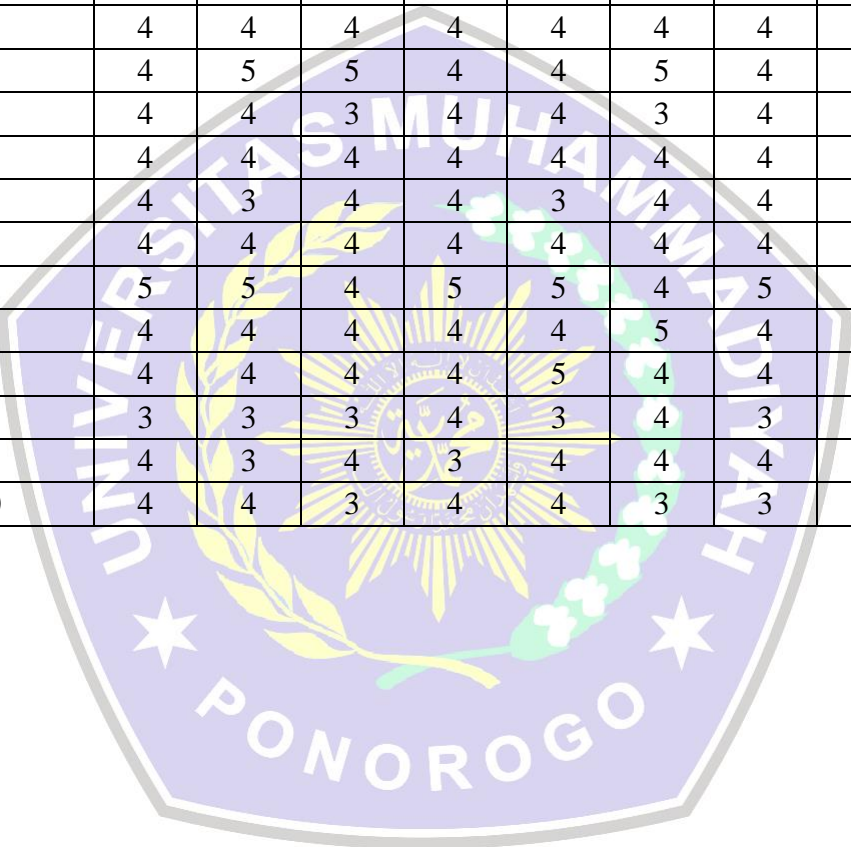 4 4 4 4 4 4 4
4 5 5 4 4 5 4
4 4 3 4 4 3 4
4 4 4 4 4 4 4
4 3 4 4 3 4 4
4 4 4 4 4 4 4
5 5 4 5 5 4 5
4 4 4 4 4 5 4
4 4 4 4 5 4 4
3 3 3 4 3 4 3
4 3 4 3 4 4 4
4 4 3 4 4 3 3
UNIVERSITAS MUHAMMADIYAH
PONOROGO